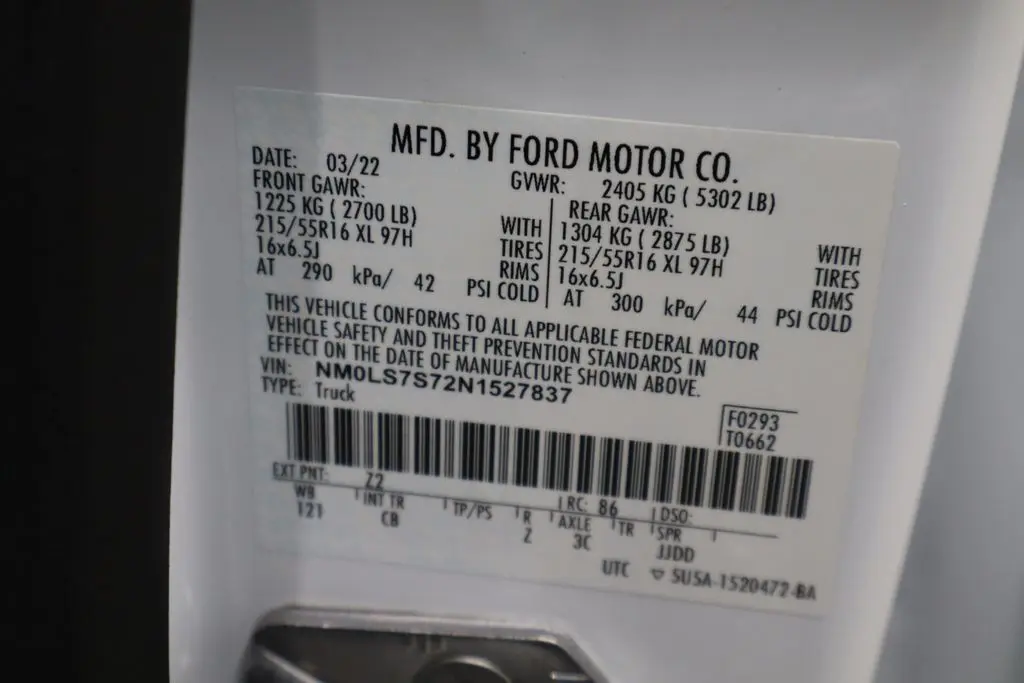 MFD. BY FORD MOTOR CO.
DATE: 03/22 GVWR: 2405 KG ( 5302 LB)
FRONT GAWR: REAR GAWR:
1225 KG ( 2700 LB) WITH 1304 KG ( 2875 LB) WITH
215/55R16 XL 97H TIRES 215/55R16 XL 97H TIRES
16x6.5J RIMS 16x6.5J RIMS
AT 290 kPa/ 42 PSI COLD AT 300 kPa/ 44 PSI COLD
THIS VEHICLE CONFORMS TO ALL APPLICABLE FEDERAL MOTOR
VEHICLE SAFETY AND THEFT PREVENTION STANDARDS IN
EFFECT ON THE DATE OF MANUFACTURE SHOWN ABOVE.
VIN: NM0LS7S72N1527837
TYPE: Truck
F0293
T0662
EXT PNT: Z2 RC: 86 DSO:
WB INT TR TP/PS R AXLE TR SPR
121 CB 2 3C JJDD
UTC ▽ 5U5A-1520472-BA